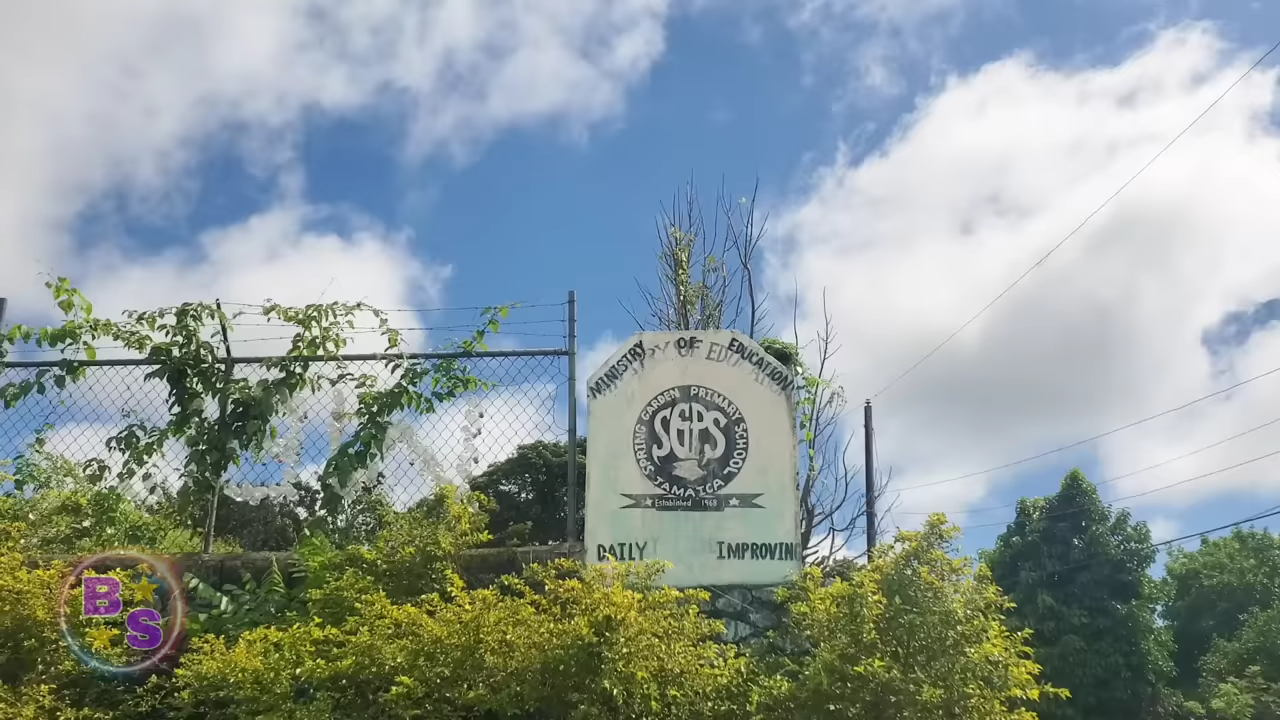 MINISTRY OF EDUCATION
SPRING GARDEN PRIMARY SCHOOL
SGPS
JAMAICA
Established 1968
DAILY IMPROVING
BS